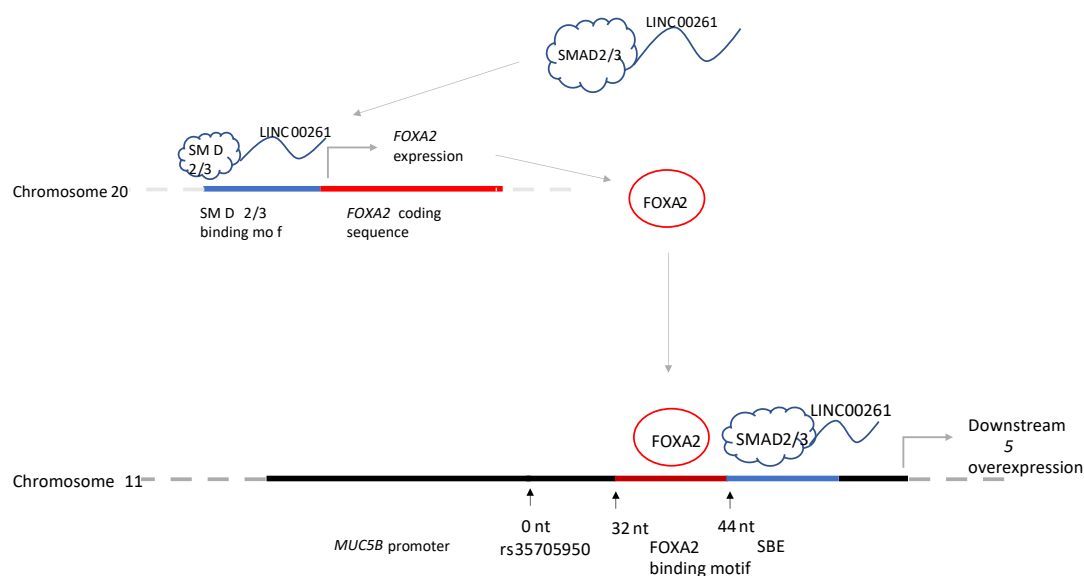 LINC00261
SMAD2/3
LINC00261
SM D
2/3
FOXA2
expression
Chromosome 20
SM D 2/3
binding mo f
FOXA2 coding
sequence
FOXA2
LINC00261
FOXA2
SMAD2/3
Downstream
5
overexpression
Chromosome 11
0 nt
rs35705950
32 nt
44 nt
MUC5B promoter
FOXA2
binding motif
SBE